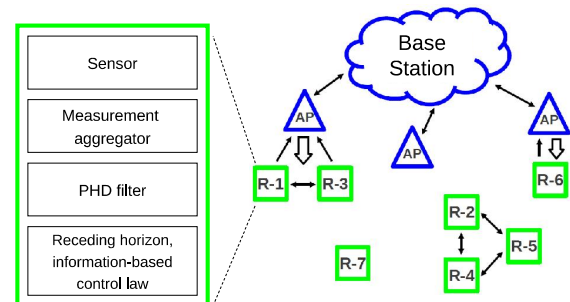 Sensor
Measurement
aggregator
PHD filter
Receding horizon,
information-based
control law
Base
Station
AP
AP
AP
R-1
R-3
R-6
R-2
R-5
R-4
R-7